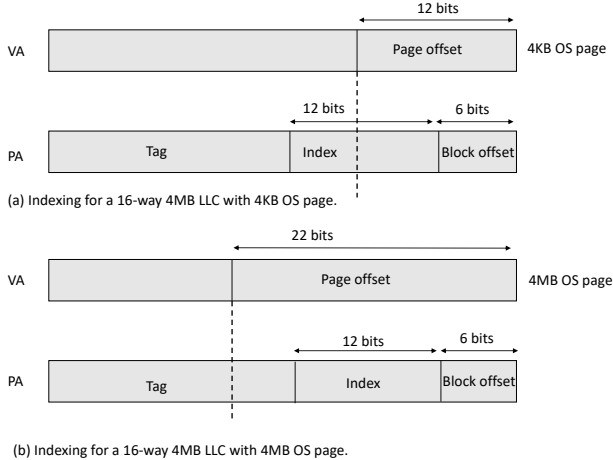 12 bits
VA Page offset 4KB OS page
12 bits 6 bits
PA Tag Index Block offset
(a) Indexing for a 16-way 4MB LLC with 4KB OS page.
22 bits
VA Page offset 4MB OS page
12 bits 6 bits
PA Tag Index Block offset
(b) Indexing for a 16-way 4MB LLC with 4MB OS page.